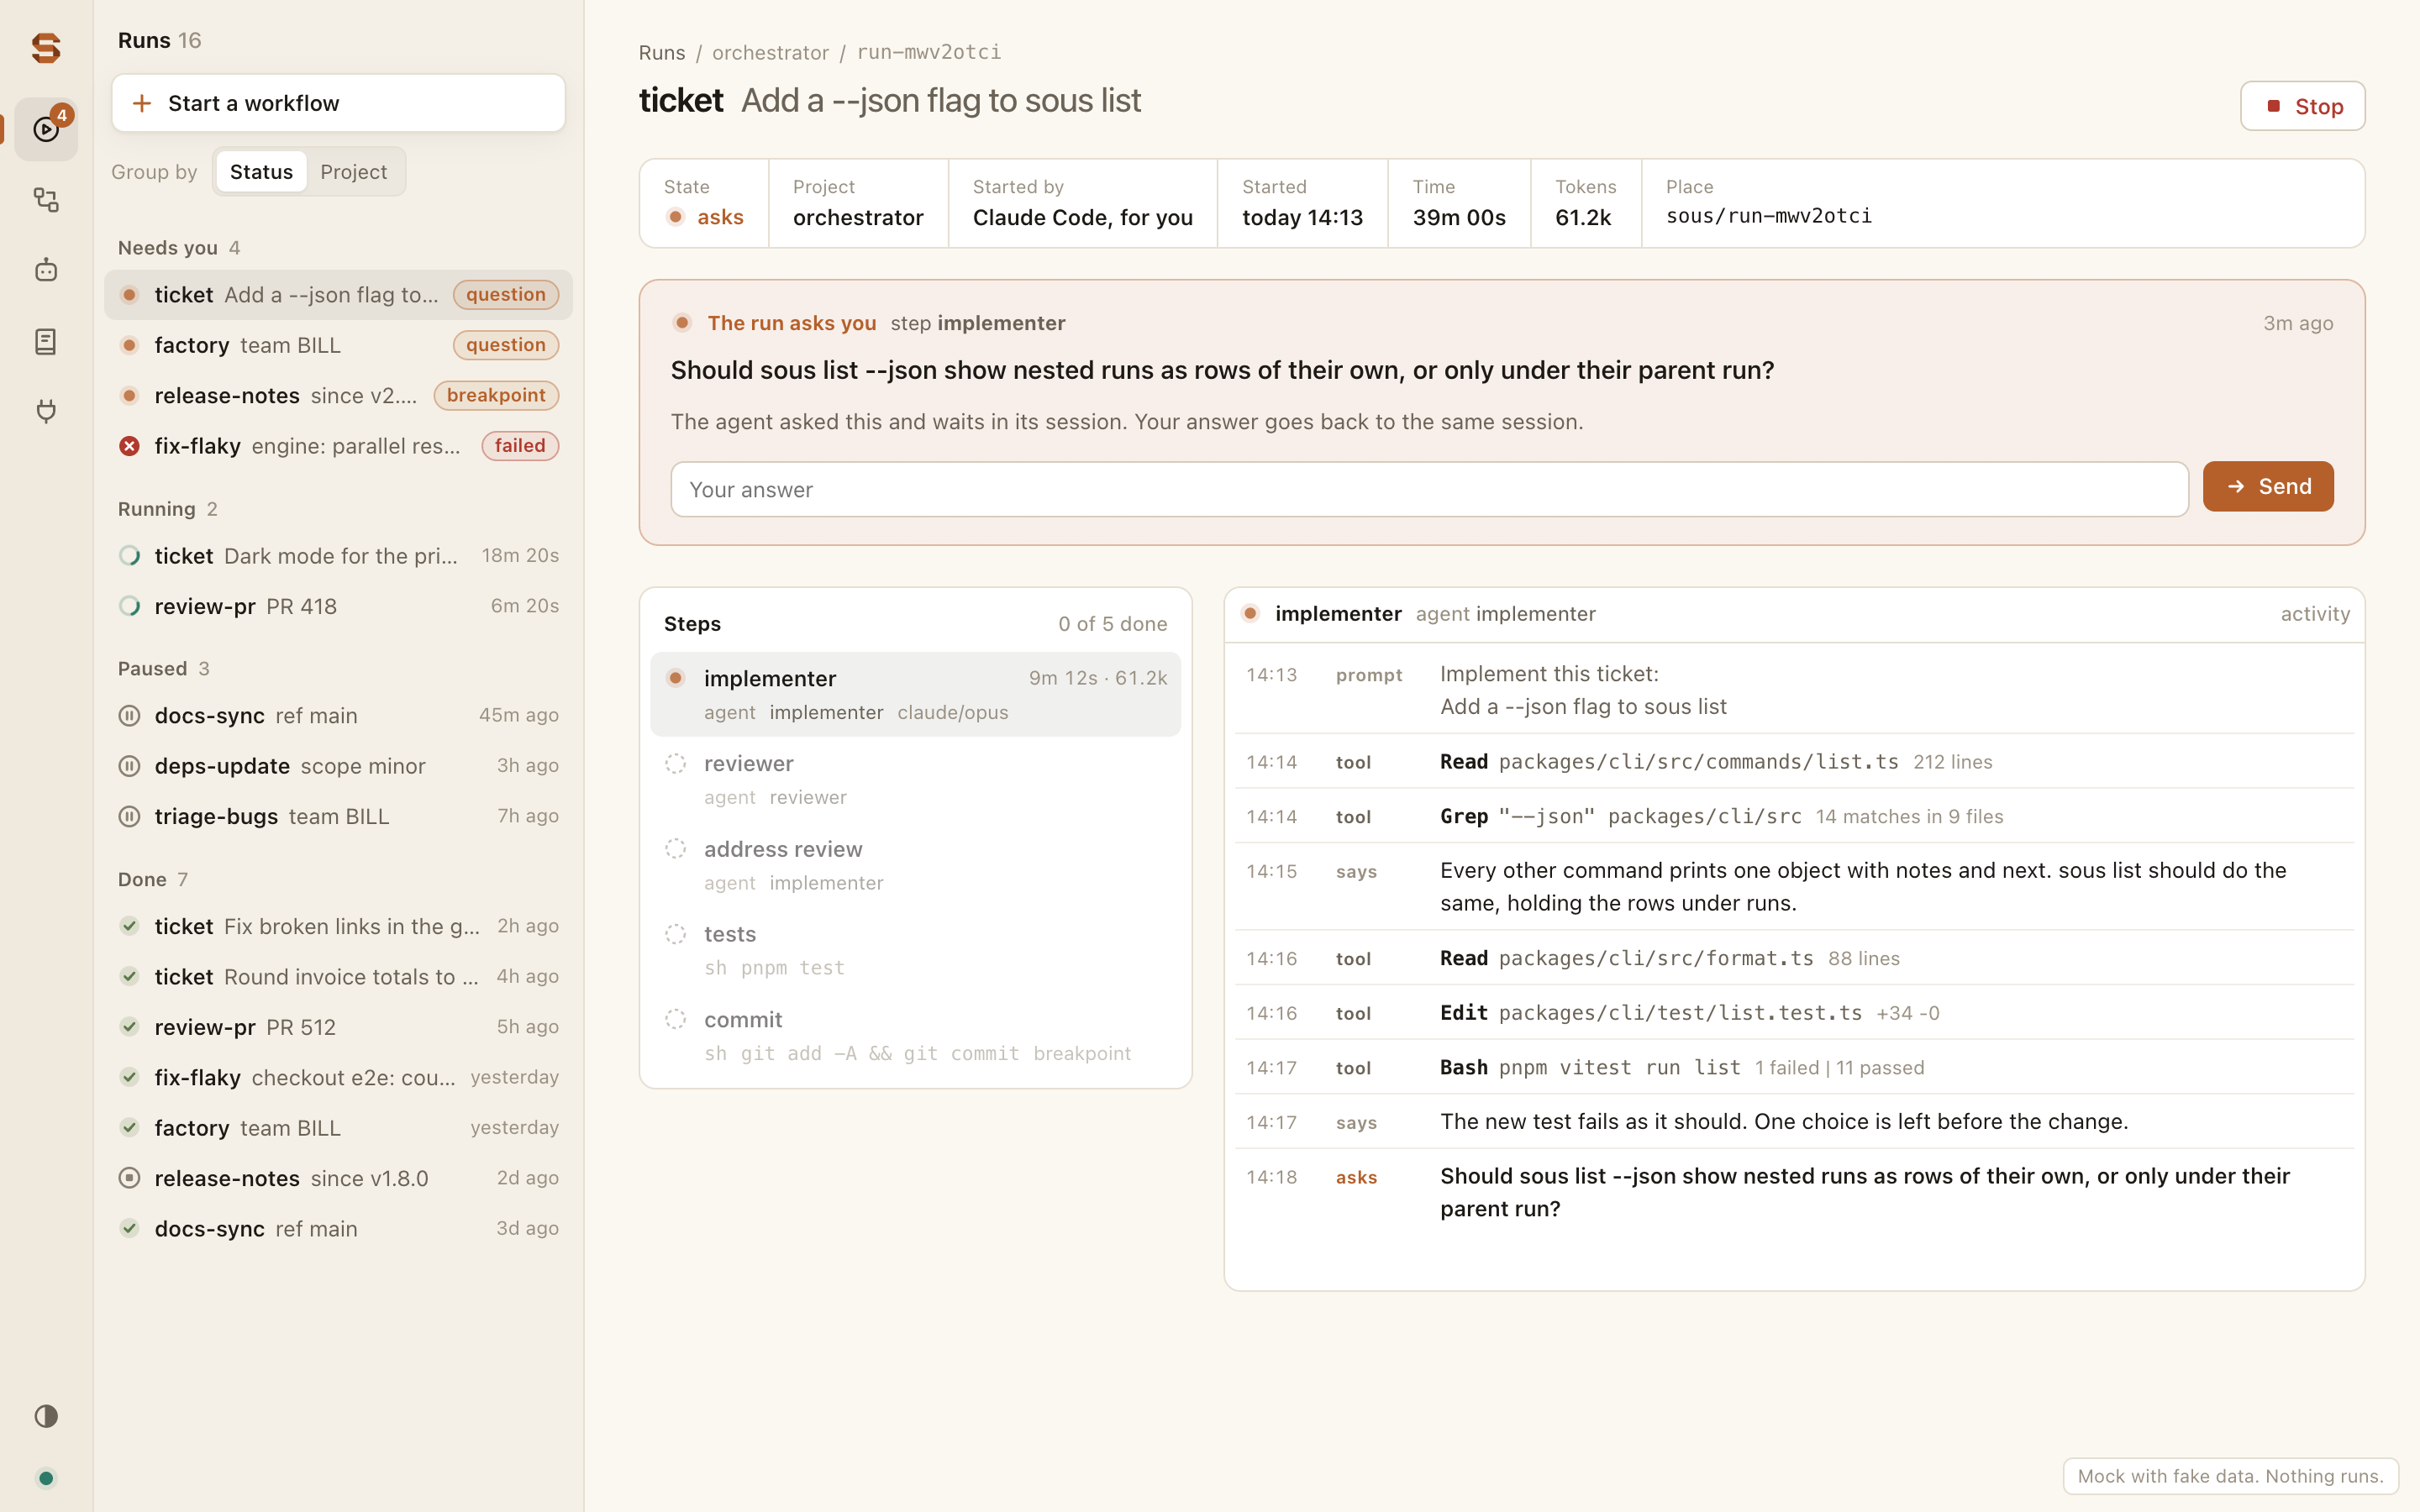 4
Runs 16
Start a workflow
Group by Status Project
Needs you 4
ticket Add a --json flag to... question
factory team BILL question
release-notes since v2.... breakpoint
fix-flaky engine: parallel res... failed
Running 2
ticket Dark mode for the pri... 18m 20s
review-pr PR 418 6m 20s
Paused 3
docs-sync ref main 45m ago
deps-update scope minor 3h ago
triage-bugs team BILL 7h ago
Done 7
ticket Fix broken links in the g... 2h ago
ticket Round invoice totals to ... 4h ago
review-pr PR 512 5h ago
fix-flaky checkout e2e: cou... yesterday
factory team BILL yesterday
release-notes since v1.8.0 2d ago
docs-sync ref main 3d ago
Runs / orchestrator / run-mwv2otci
ticket Add a --json flag to sous list
Stop
State Project Started by Started Time Tokens Place
asks orchestrator Claude Code, for you today 14:13 39m 00s 61.2k sous/run-mwv2otci
The run asks you step implementer 3m ago
Should sous list --json show nested runs as rows of their own, or only under their parent run?
The agent asked this and waits in its session. Your answer goes back to the same session.
Your answer Send
Steps 0 of 5 done
implementer 9m 12s · 61.2k
agent implementer claude/opus
reviewer
agent reviewer
address review
agent implementer
tests
sh pnpm test
commit
sh git add -A && git commit breakpoint
implementer agent implementer activity
14:13 prompt Implement this ticket:
Add a --json flag to sous list
14:14 tool Read packages/cli/src/commands/list.ts 212 lines
14:14 tool Grep "--json" packages/cli/src 14 matches in 9 files
14:15 says Every other command prints one object with notes and next. sous list should do the
same, holding the rows under runs.
14:16 tool Read packages/cli/src/format.ts 88 lines
14:16 tool Edit packages/cli/test/list.test.ts +34 -0
14:17 tool Bash pnpm vitest run list 1 failed | 11 passed
14:17 says The new test fails as it should. One choice is left before the change.
14:18 asks Should sous list --json show nested runs as rows of their own, or only under their
parent run?
Mock with fake data. Nothing runs.